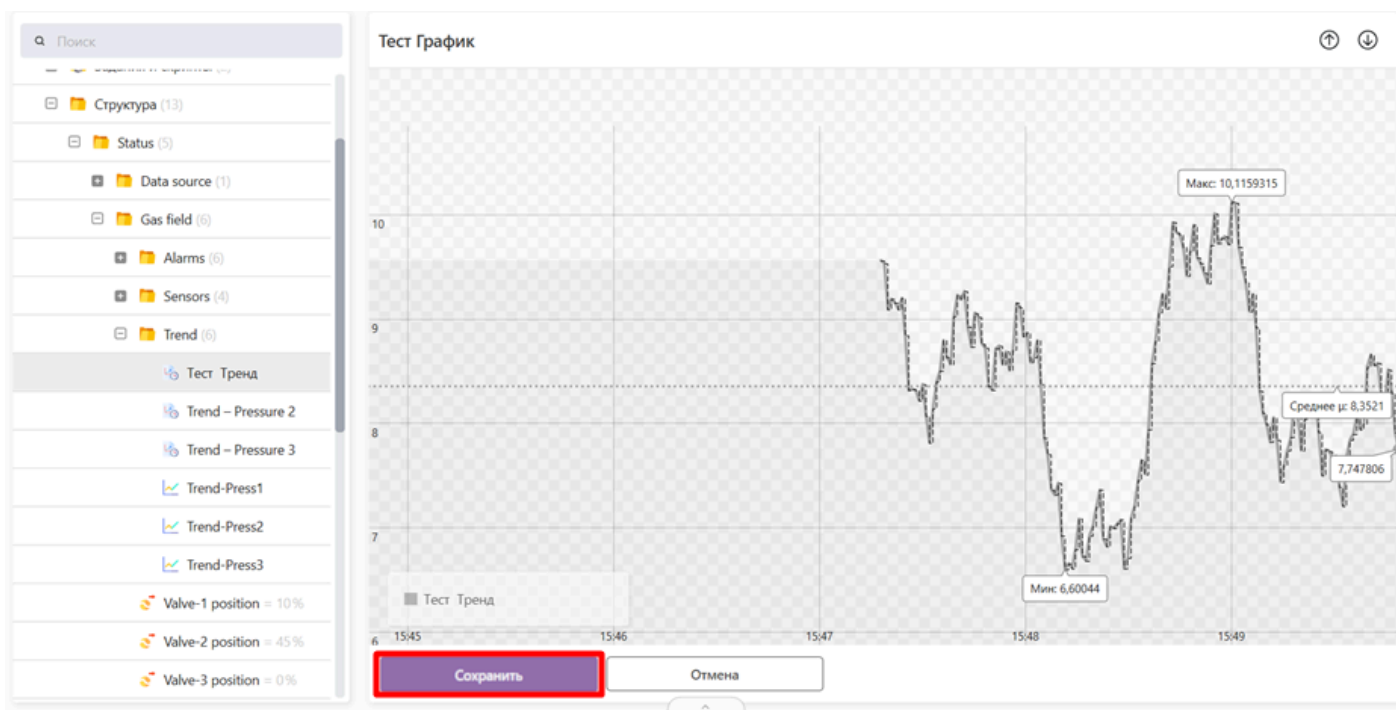 Поиск
Структура (13)
Status (5)
Data source (1)
Gas field (6)
Alarms (6)
Sensors (4)
Trend (6)
Тест Тренд
Trend – Pressure 2
Trend – Pressure 3
Trend-Press1
Trend-Press2
Trend-Press3
Valve-1 position = 10%
Valve-2 position = 45%
Valve-3 position = 0%
Тест График
Макс: 10,1159315
10
9
Среднее μ: 8,3521
8
7,747806
7
Мин: 6,60044
Тест Тренд
6
15:45
15:46
15:47
15:48
15:49
Сохранить
Отмена